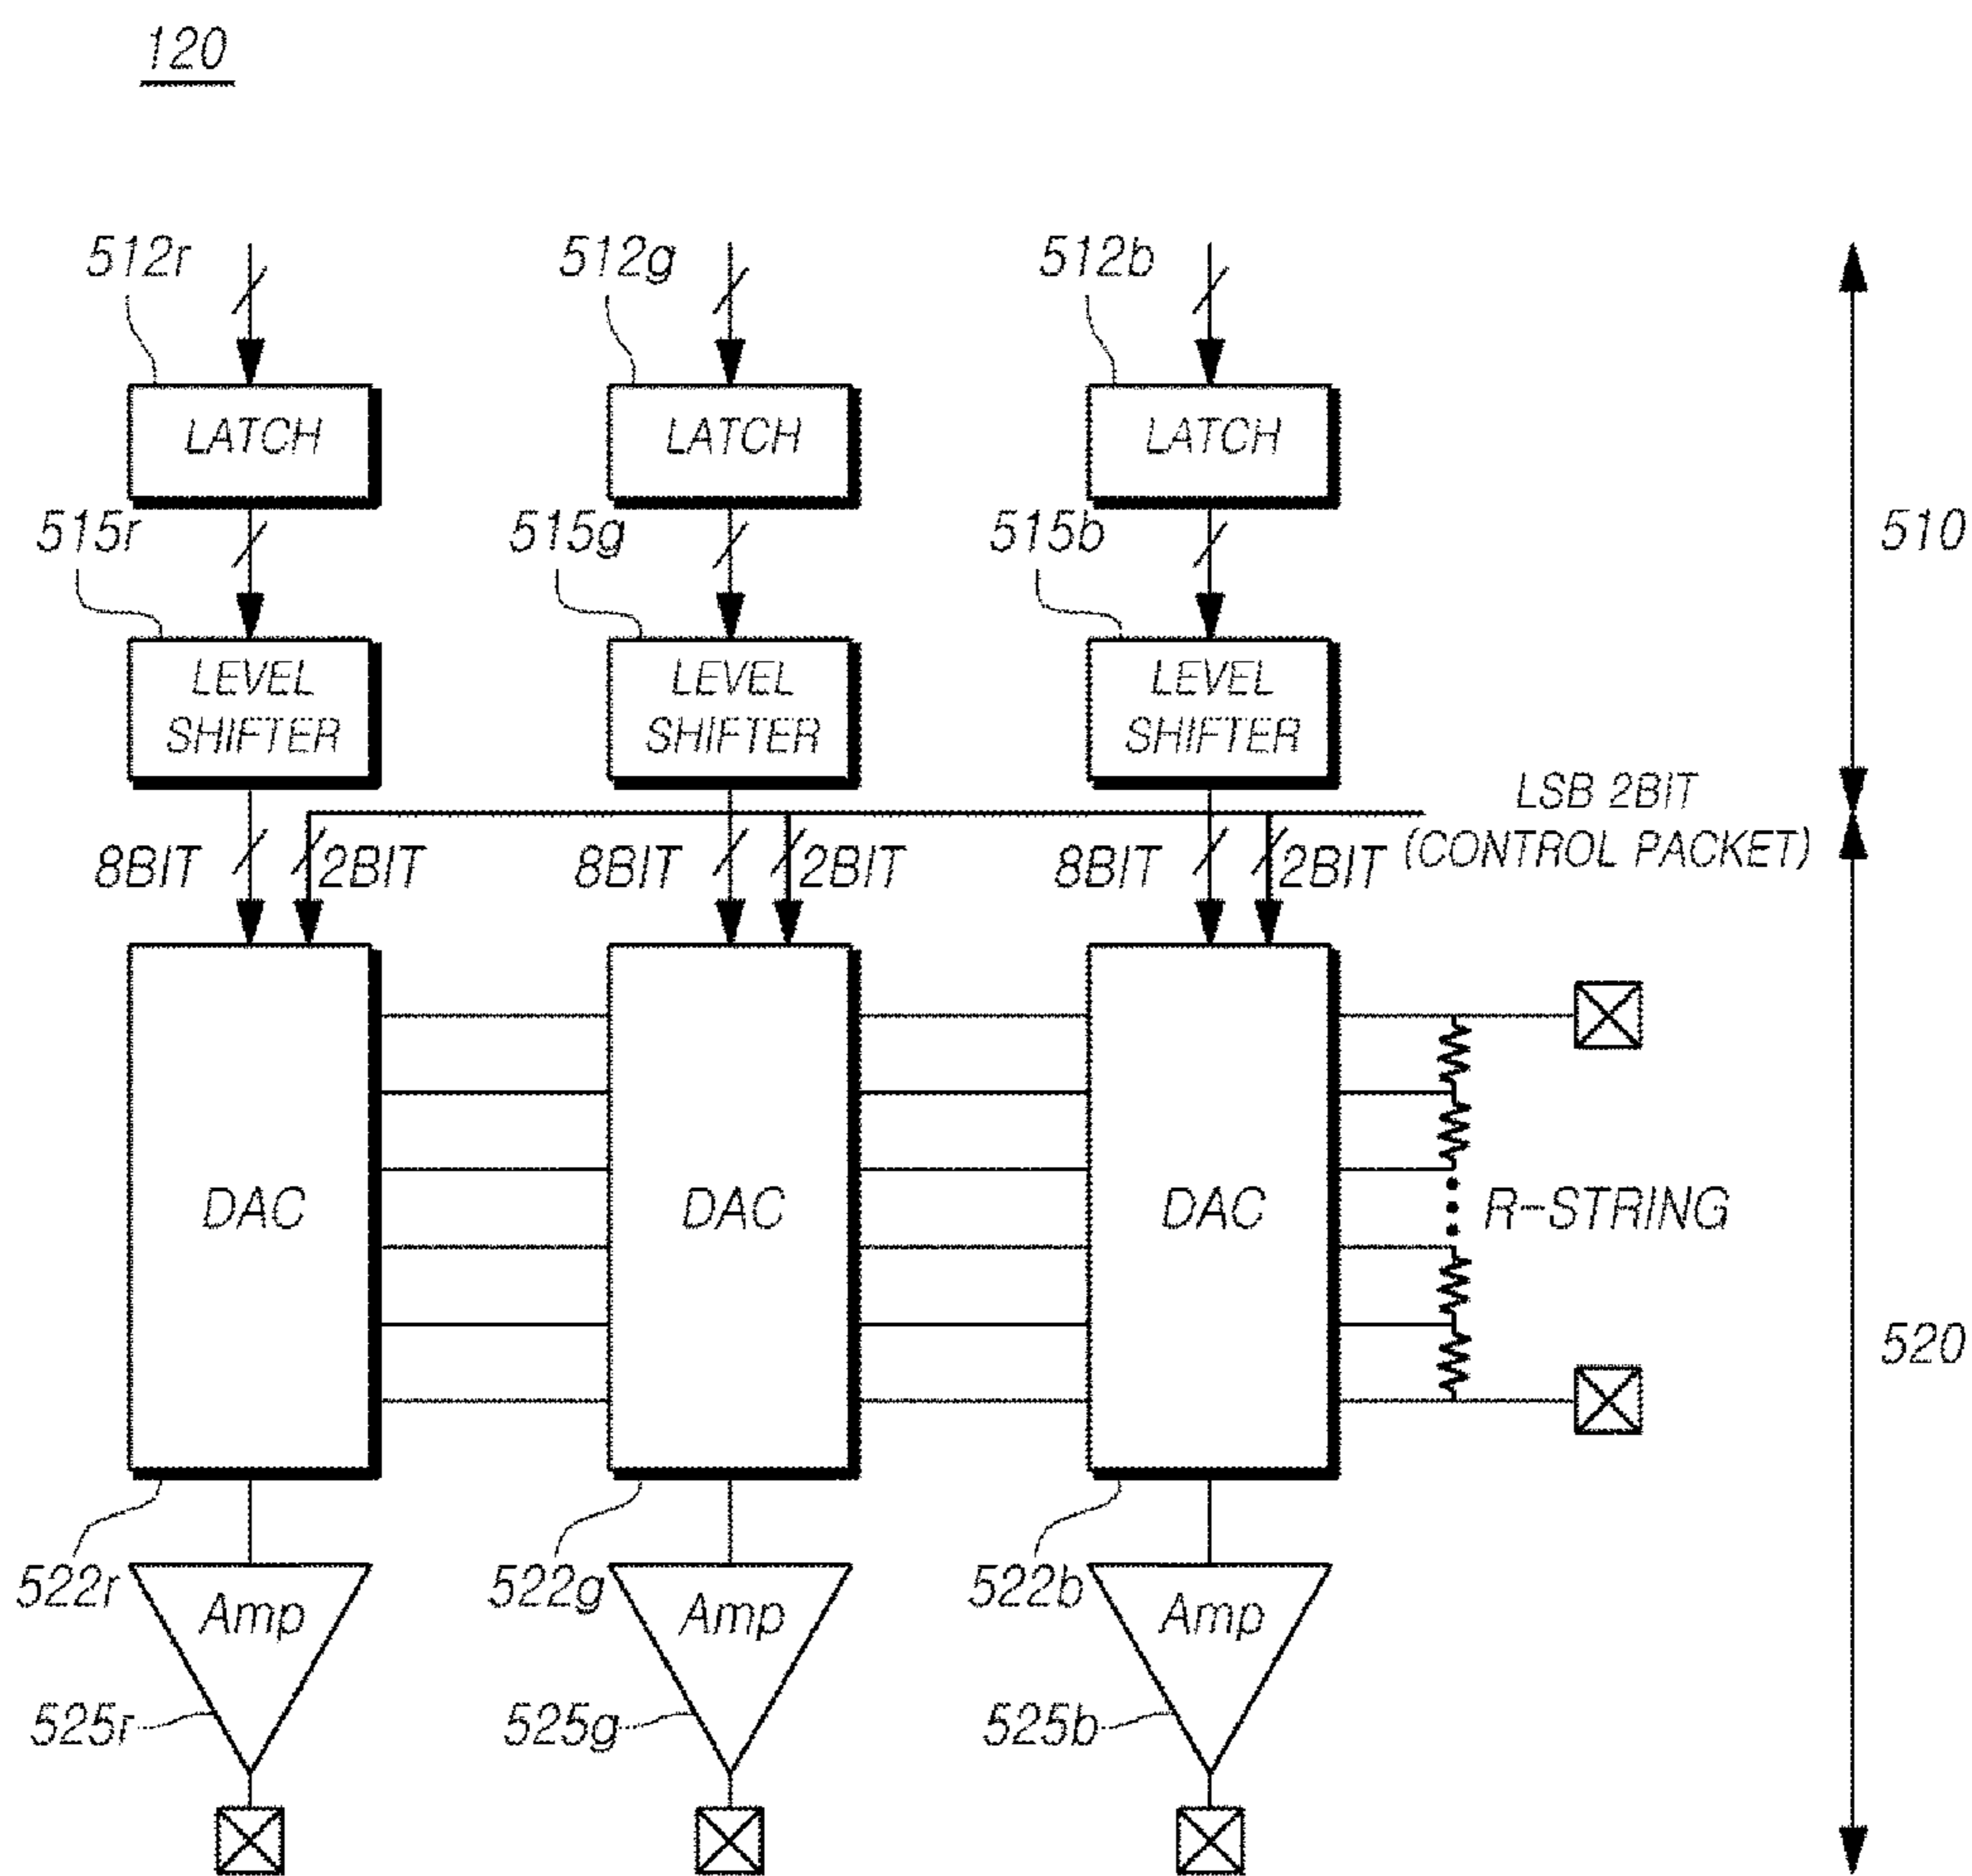 120
512r 512g 512b
LATCH LATCH LATCH
515r 515g 515b 510
LEVEL SHIFTER LEVEL SHIFTER LEVEL SHIFTER
LSB 2BIT
(CONTROL PACKET)
8BIT 2BIT 8BIT 2BIT 8BIT 2BIT
DAC DAC DAC R-STRING
520
522r 522g 522b
Amp Amp Amp
525r 525g 525b